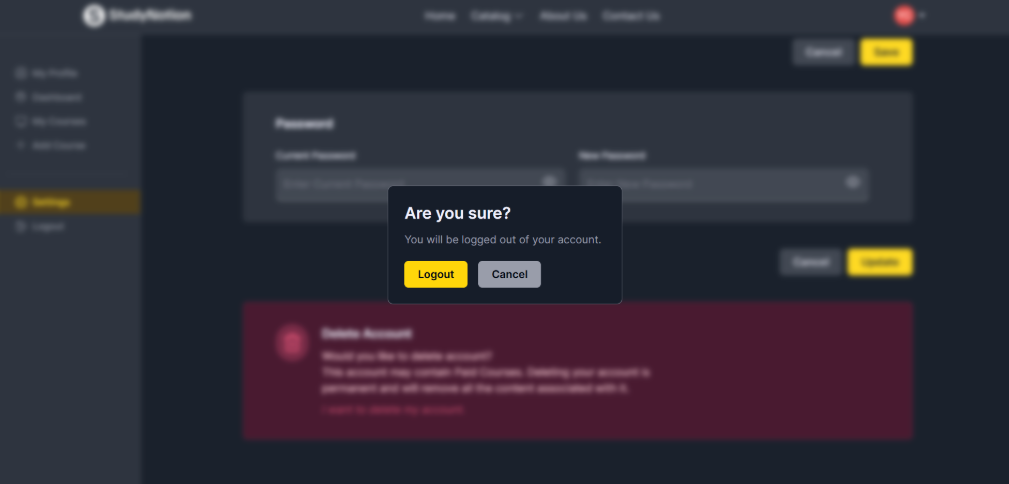 StudyNotion
Home Catalog About Us Contact Us
Cancel Save
My Profile
Dashboard
My Courses
Add Course
Settings
Logout
Password
Current Password New Password
Enter Current Password Enter New Password
Are you sure?
You will be logged out of your account.
Logout Cancel
Cancel Update
Delete Account
Would you like to delete account?
This account may contain Paid Courses. Deleting your account is
permanent and will remove all the content associated with it.
I want to delete my account.